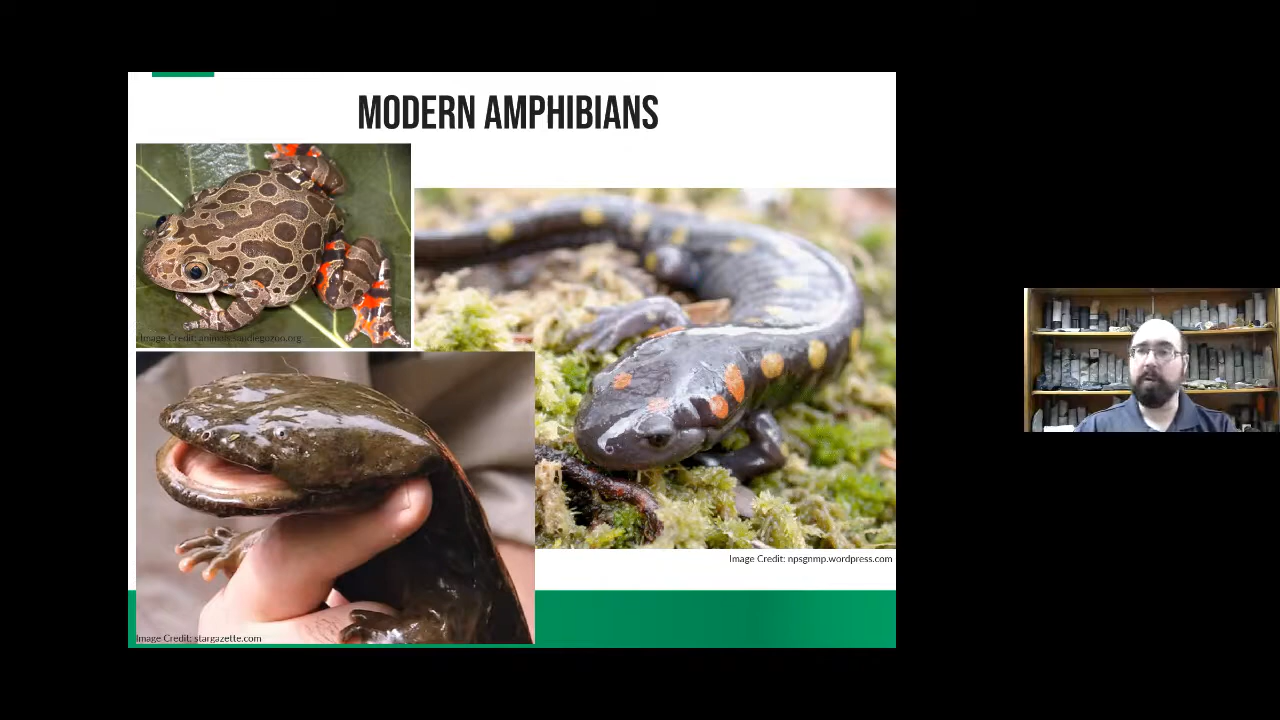 MODERN AMPHIBIANS
Image Credit: animals.sandiegozoo.org
Image Credit: npsgnmp.wordpress.com
Image Credit: stargazette.com